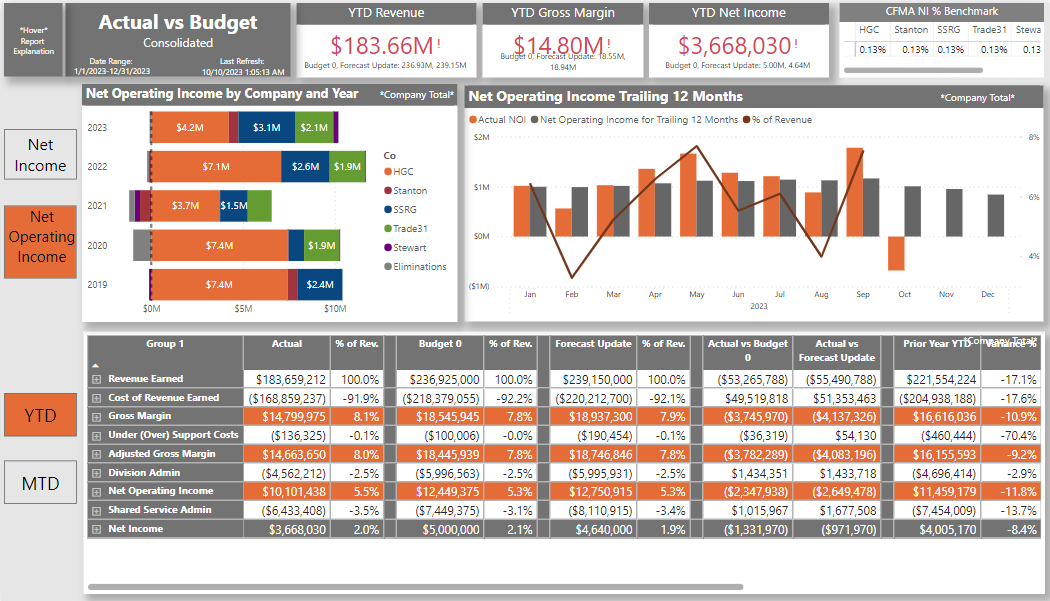 *Hover*
Report
Explanation
Actual vs Budget
Consolidated
Date Range:
1/1/2023-12/31/2023
Last Refresh:
10/10/2023 1:05:13 AM
YTD Revenue
$183.66M!
Budget 0, Forecast Update: 236.93M, 239.15M
YTD Gross Margin
$14.80M!
Budget 0, Forecast Update: 18.55M,
18.94M
YTD Net Income
$3,668,030!
Budget 0, Forecast Update: 5.00M, 4.64M
CFMA NI % Benchmark
HGC Stanton SSRG Trade31 Stewa
0.13% 0.13% 0.13% 0.13% 0.13
Net
Income
Net
Operating
Income
YTD
MTD
Net Operating Income by Company and Year *Company Total*
2023 $4.2M $3.1M $2.1M
2022 $7.1M $2.6M $1.9M
2021 $3.7M $1.5M
2020 $7.4M $1.9M
2019 $7.4M $2.4M
$0M $5M $10M
Co
HGC
Stanton
SSRG
Trade31
Stewart
Eliminations
Net Operating Income Trailing 12 Months *Company Total*
Actual NOI Net Operating Income for Trailing 12 Months % of Revenue
$2M 8%
$1M 6%
$0M 4%
($1M)
Jan Feb Mar Apr May Jun Jul Aug Sep Oct Nov Dec
2023
*Company Total*
Group 1 Actual % of Rev. Budget 0 % of Rev. Forecast Update % of Rev. Actual vs Budget 0 Actual vs Forecast Update Prior Year YTD Variance %
Revenue Earned $183,659,212 100.0% $236,925,000 100.0% $239,150,000 100.0% ($53,265,788) ($55,490,788) $221,554,224 -17.1%
Cost of Revenue Earned ($168,859,237) -91.9% ($218,379,055) -92.2% ($220,212,700) -92.1% $49,519,818 $51,353,463 ($204,938,188) -17.6%
Gross Margin $14,799,975 8.1% $18,545,945 7.8% $18,937,300 7.9% ($3,745,970) ($4,137,326) $16,616,036 -10.9%
Under (Over) Support Costs ($136,325) -0.1% ($100,006) -0.0% ($190,454) -0.1% ($36,319) $54,130 ($460,444) -70.4%
Adjusted Gross Margin $14,663,650 8.0% $18,445,939 7.8% $18,746,846 7.8% ($3,782,289) ($4,083,196) $16,155,593 -9.2%
Division Admin ($4,562,212) -2.5% ($5,996,563) -2.5% ($5,995,931) -2.5% $1,434,351 $1,433,718 ($4,696,414) -2.9%
Net Operating Income $10,101,438 5.5% $12,449,375 5.3% $12,750,915 5.3% ($2,347,938) ($2,649,478) $11,459,179 -11.8%
Shared Service Admin ($6,433,408) -3.5% ($7,449,375) -3.1% ($8,110,915) -3.4% $1,015,967 $1,677,508 ($7,454,009) -13.7%
Net Income $3,668,030 2.0% $5,000,000 2.1% $4,640,000 1.9% ($1,331,970) ($971,970) $4,005,170 -8.4%